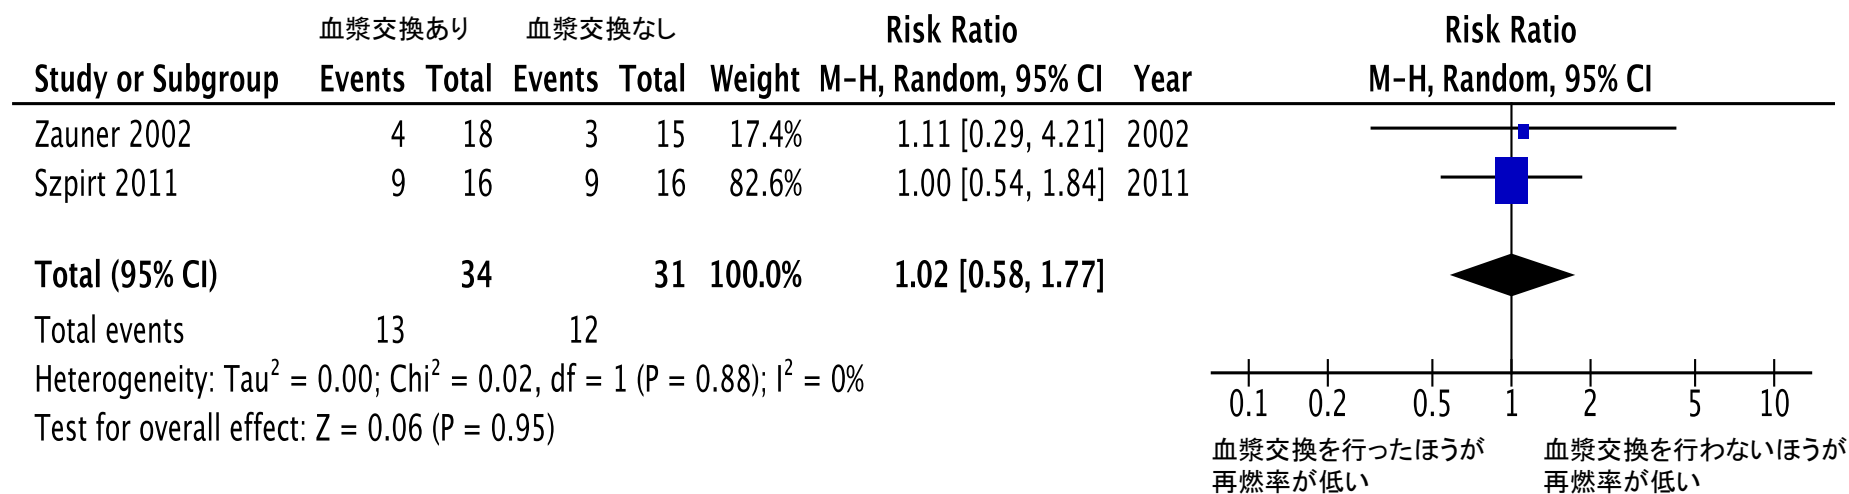 血漿交換あり 血漿交換なし Risk Ratio Risk Ratio
Study or Subgroup Events Total Events Total Weight M-H, Random, 95% CI Year M-H, Random, 95% CI
Zauner 2002 4 18 3 15 17.4% 1.11 [0.29, 4.21] 2002
Szpirt 2011 9 16 9 16 82.6% 1.00 [0.54, 1.84] 2011
Total (95% CI) 34 31 100.0% 1.02 [0.58, 1.77]
Total events 13 12
Heterogeneity: Tau² = 0.00; Chi² = 0.02, df = 1 (P = 0.88); I² = 0%
Test for overall effect: Z = 0.06 (P = 0.95)
0.1 0.2 0.5 1 2 5 10
血漿交換を行ったほうが
再燃率が低い
血漿交換を行わないほうが
再燃率が低い